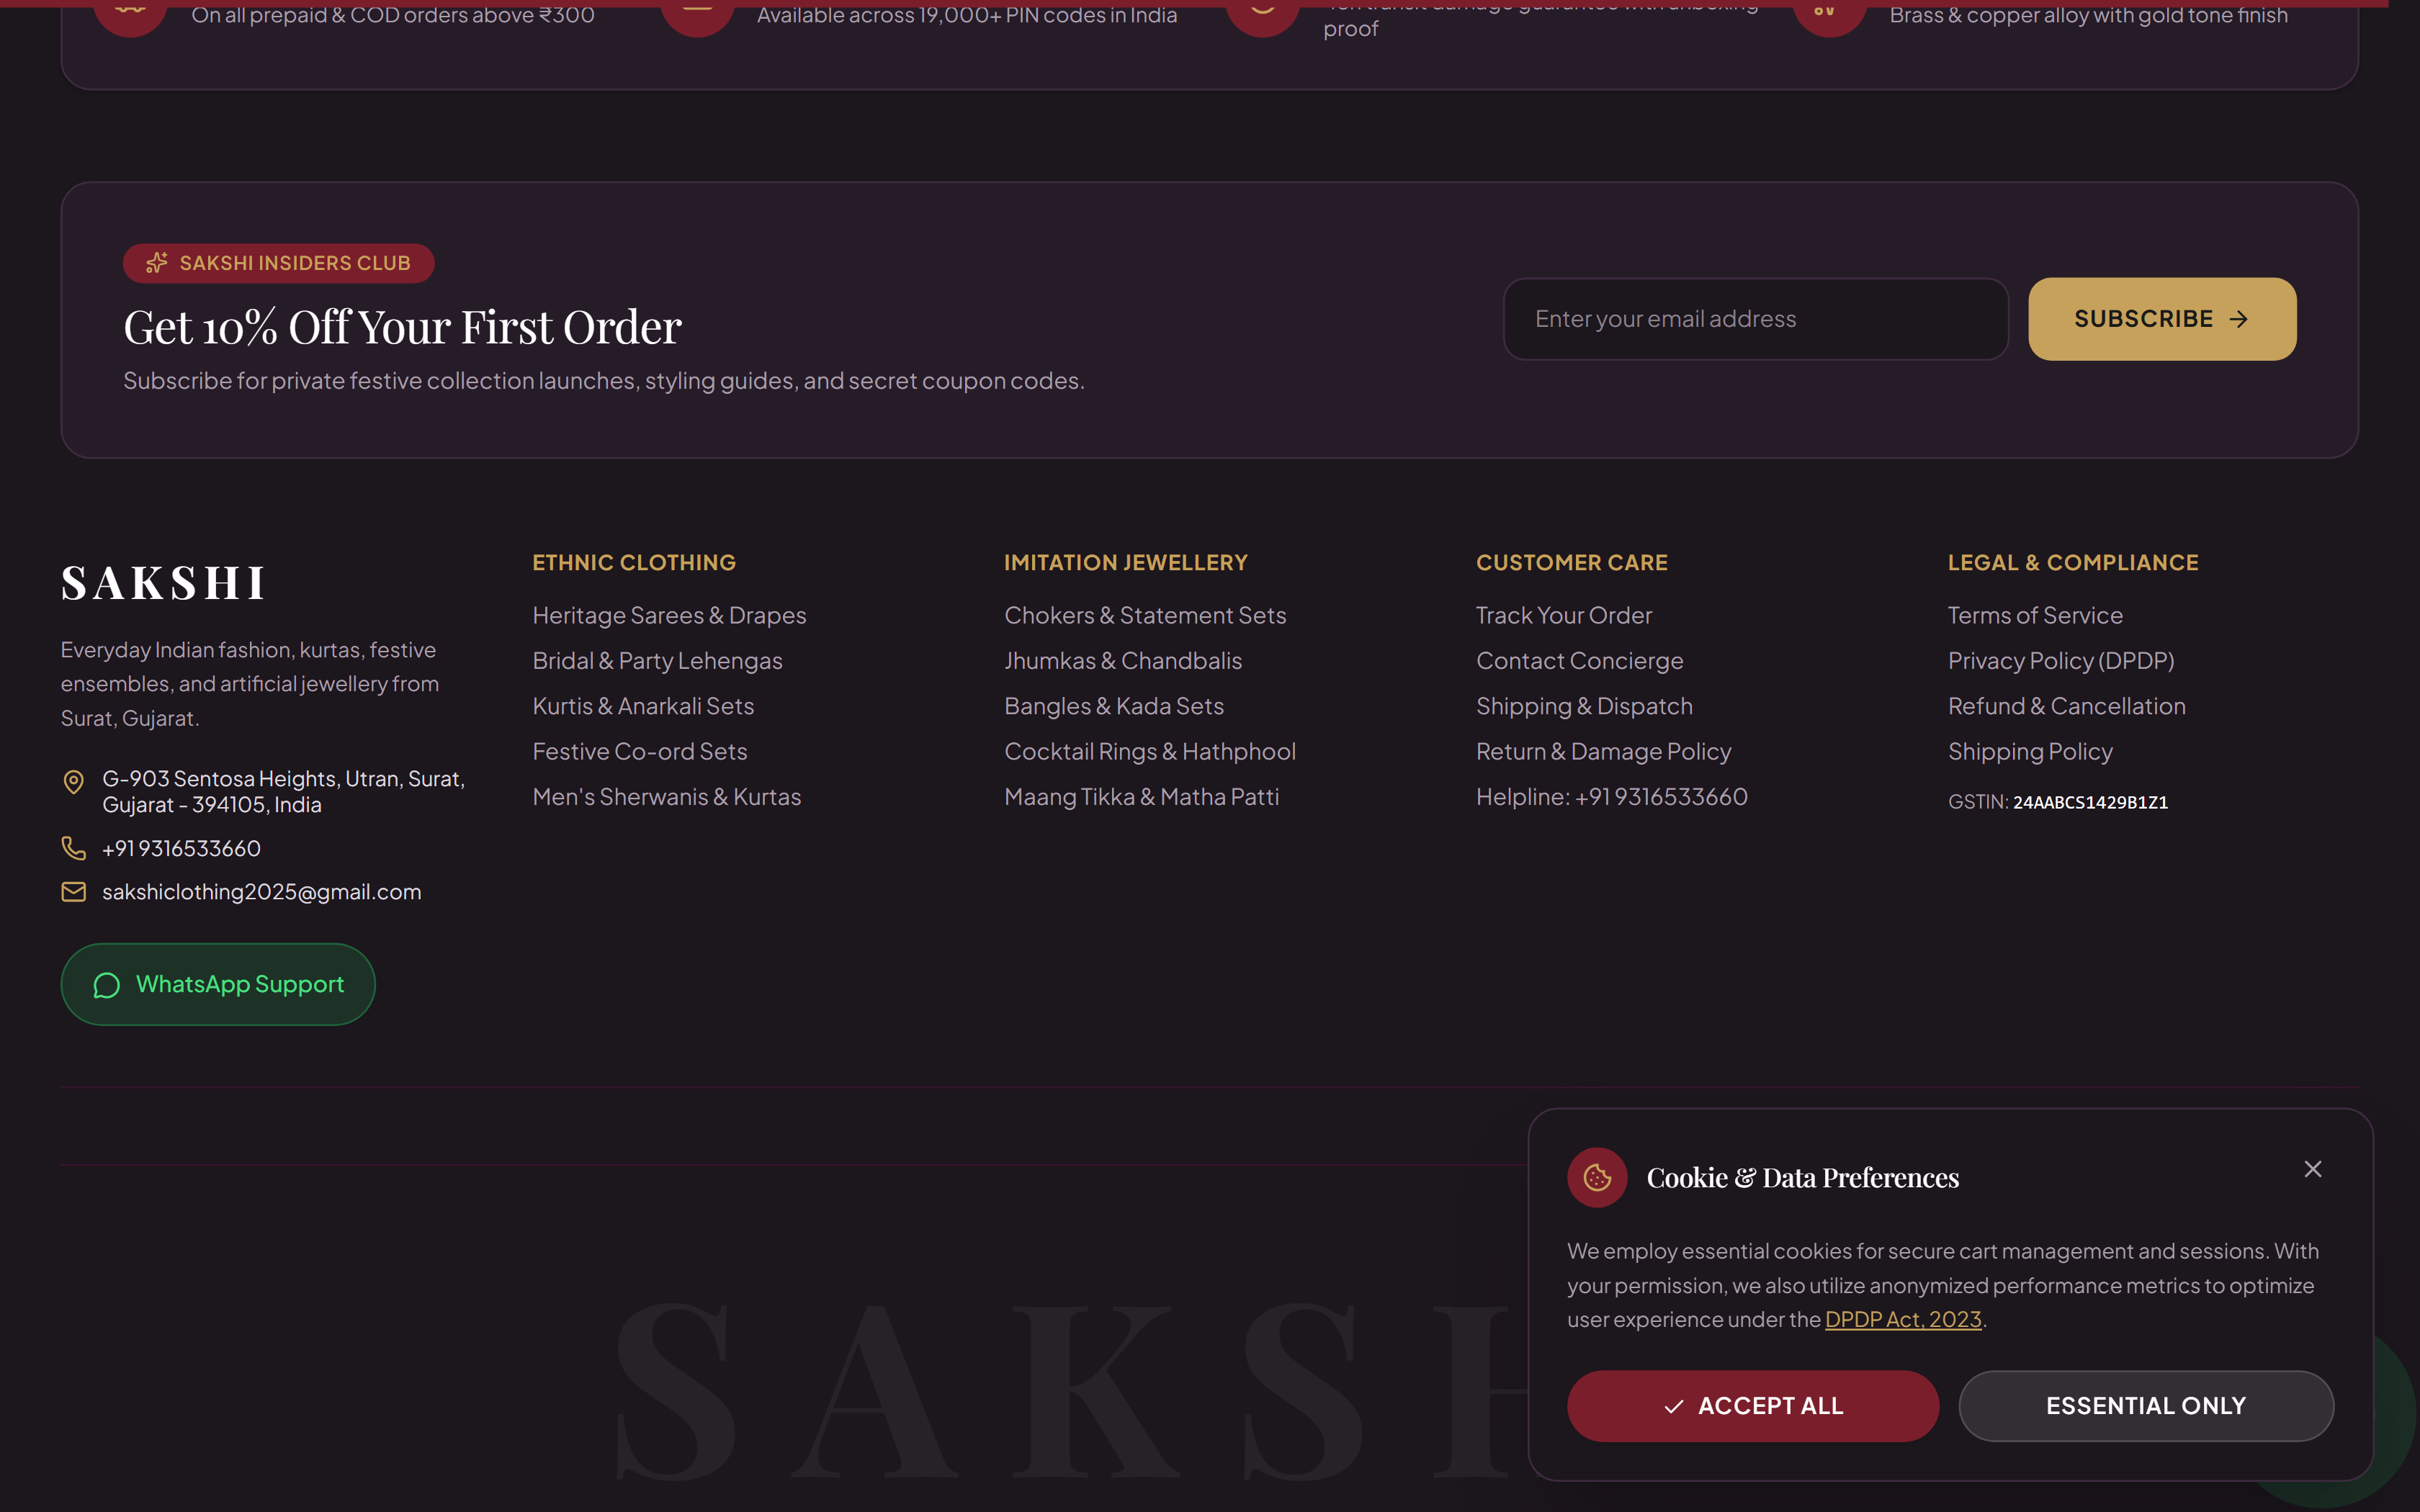 On all prepaid & COD orders above ₹300
Available across 19,000+ PIN codes in India
transit damage guarantee with unboxing
proof
Brass & copper alloy with gold tone finish
SAKSHI INSIDERS CLUB
Get 10% Off Your First Order
Subscribe for private festive collection launches, styling guides, and secret coupon codes.
Enter your email address
SUBSCRIBE →
SAKSHI
Everyday Indian fashion, kurtas, festive
ensembles, and artificial jewellery from
Surat, Gujarat.
G-903 Sentosa Heights, Utran, Surat,
Gujarat - 394105, India
+91 9316533660
sakshiclothing2025@gmail.com
WhatsApp Support
ETHNIC CLOTHING
Heritage Sarees & Drapes
Bridal & Party Lehengas
Kurtis & Anarkali Sets
Festive Co-ord Sets
Men's Sherwanis & Kurtas
IMITATION JEWELLERY
Chokers & Statement Sets
Jhumkas & Chandbalis
Bangles & Kada Sets
Cocktail Rings & Hathphool
Maang Tikka & Matha Patti
CUSTOMER CARE
Track Your Order
Contact Concierge
Shipping & Dispatch
Return & Damage Policy
Helpline: +91 9316533660
LEGAL & COMPLIANCE
Terms of Service
Privacy Policy (DPDP)
Refund & Cancellation
Shipping Policy
GSTIN: 24AABCS1429B1Z1
Cookie & Data Preferences
We employ essential cookies for secure cart management and sessions. With
your permission, we also utilize anonymized performance metrics to optimize
user experience under the DPDP Act, 2023.
ACCEPT ALL
ESSENTIAL ONLY
SAKSH